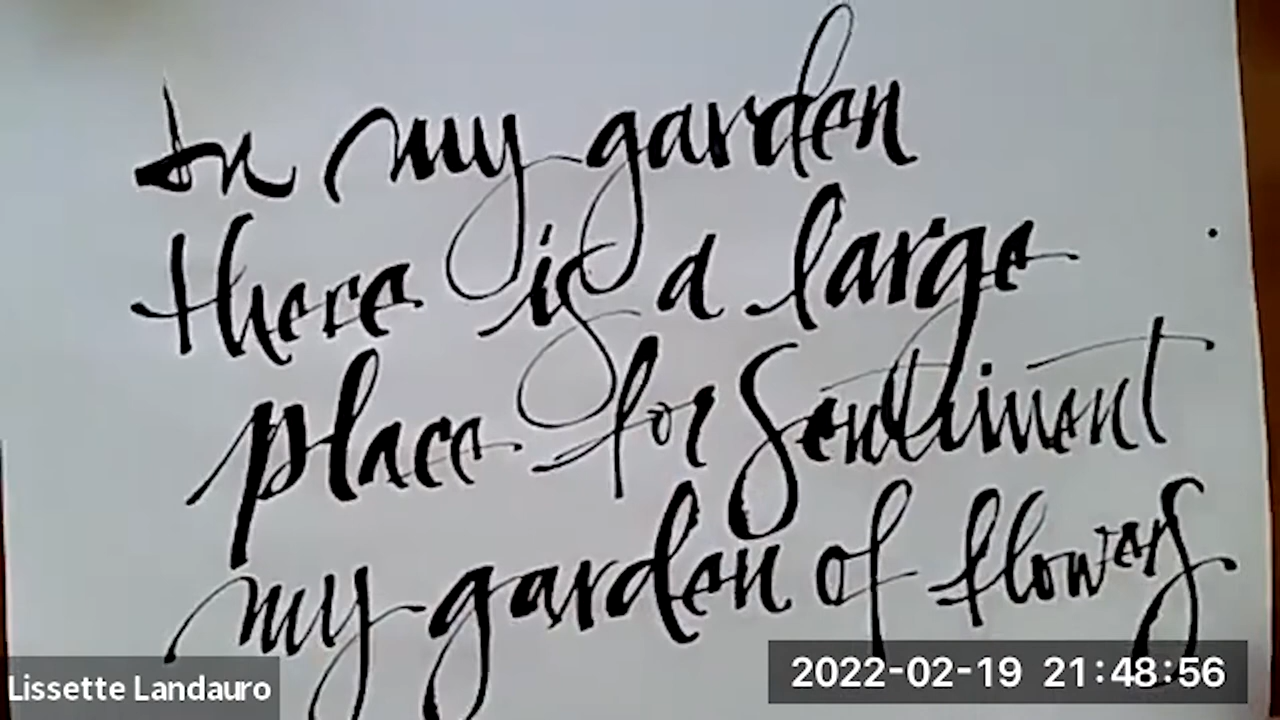 In my garden
there is a large
place for sentiment
my garden of flowers
Lissette Landauro
2022-02-19 21:48:56